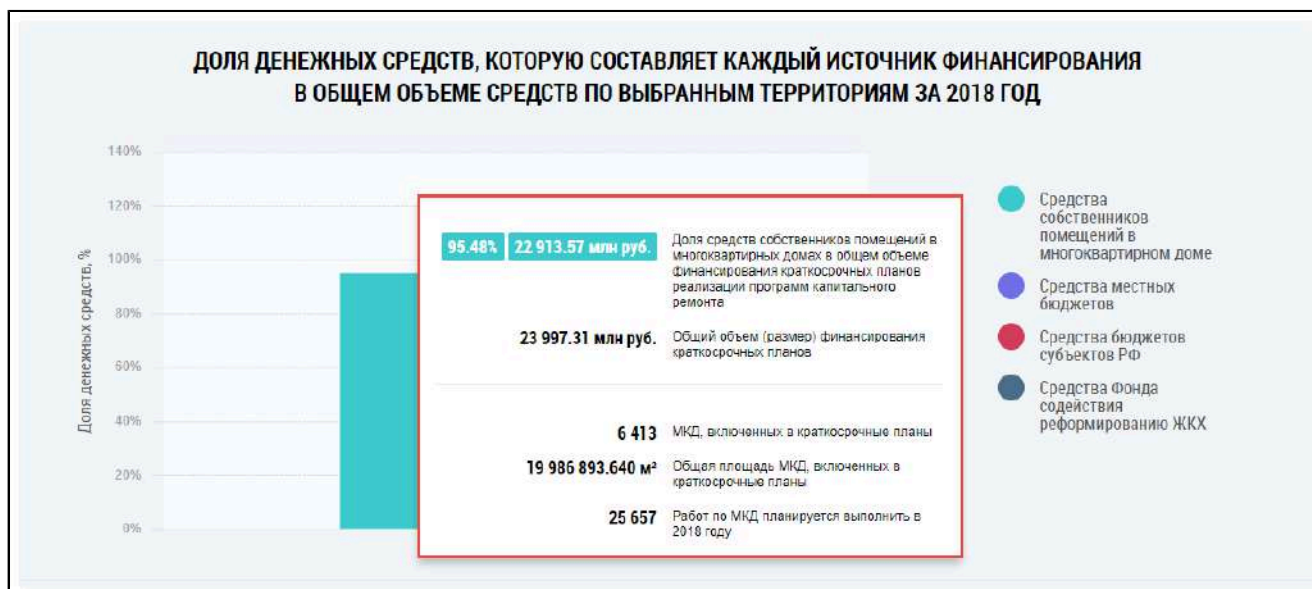 ДОЛЯ ДЕНЕЖНЫХ СРЕДСТВ, КОТОРУЮ СОСТАВЛЯЕТ КАЖДЫЙ ИСТОЧНИК ФИНАНСИРОВАНИЯ
В ОБЩЕМ ОБЪЕМЕ СРЕДСТВ ПО ВЫБРАННЫМ ТЕРРИТОРИЯМ ЗА 2018 ГОД
Доля денежных средств, %
140%
120%
100%
80%
60%
40%
20%
0%
95.48% 22 913.57 млн руб.
Доля средств собственников помещений в
многоквартирных домах в общем объеме
финансирования краткосрочных планов
реализации программ капитального
ремонта
23 997.31 млн руб.
Общий объем (размер) финансирования
краткосрочных планов
6 413
МКД, включенных в краткосрочные планы
19 986 893.640 м²
Общая площадь МКД, включенных в
краткосрочные планы
25 657
Работ по МКД планируется выполнить в
2018 году
Средства
собственников
помещений в
многоквартирном доме
Средства местных
бюджетов
Средства бюджетов
субъектов РФ
Средства Фонда
содействия
реформированию ЖКХ